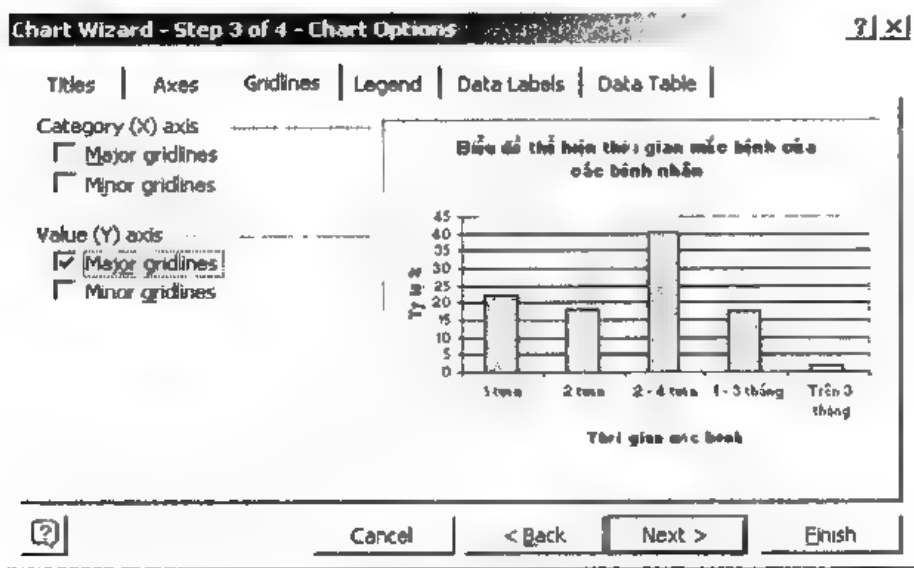 Chart Wizard - Step 3 of 4 - Chart Options
Titles Axes Gridlines Legend Data Labels Data Table
Category (X) axis
Major gridlines
Minor gridlines
Value (Y) axis
Major gridlines
Minor gridlines
Biểu đồ thể hiện thời gian mắc bệnh của
các bệnh nhân
45
40
35
30
25
20
15
10
5
0
Tỷ lệ %
1 tuần 2 tuần 2 - 4 tuần 1 - 3 tháng Trên 3
tháng
Thời gian mắc bệnh
Cancel < Back Next > Finish